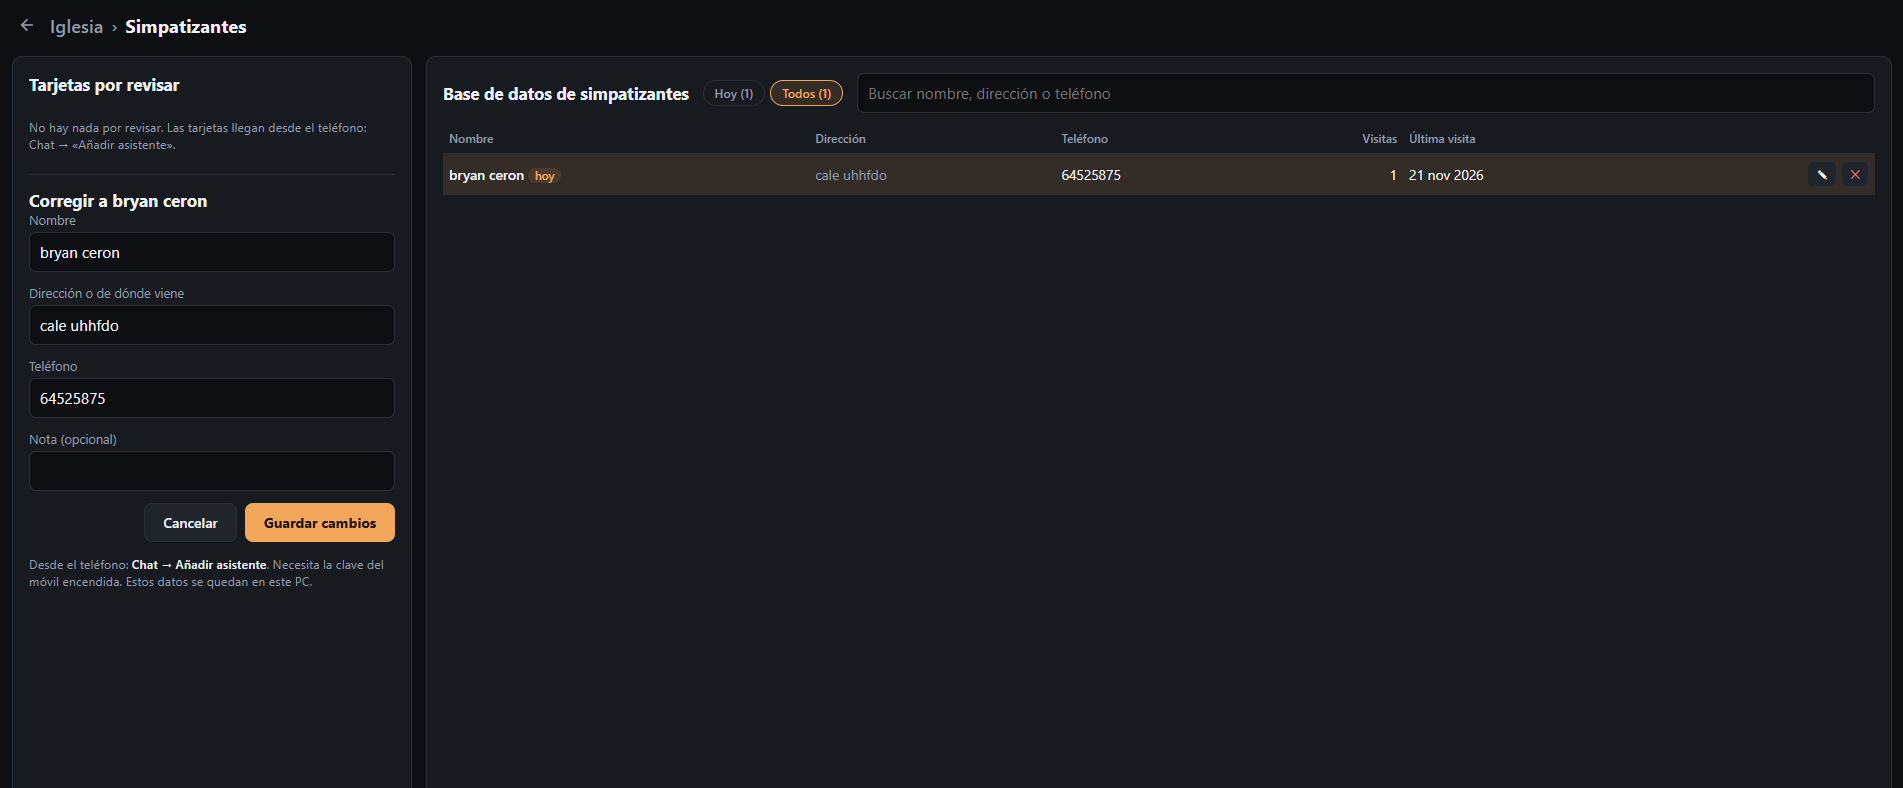 ← Iglesia › Simpatizantes
Tarjetas por revisar
No hay nada por revisar. Las tarjetas llegan desde el teléfono:
Chat → «Añadir asistente».
Corregir a bryan ceron
Nombre
bryan ceron
Dirección o de dónde viene
cale uhhfdo
Teléfono
64525875
Nota (opcional)
Cancelar Guardar cambios
Desde el teléfono: Chat → Añadir asistente. Necesita la clave del
móvil encendida. Estos datos se quedan en este PC.
Base de datos de simpatizantes Hoy (1) Todos (1) Buscar nombre, dirección o teléfono
Nombre Dirección Teléfono Visitas Última visita
bryan ceron hoy cale uhhfdo 64525875 1 21 nov 2026